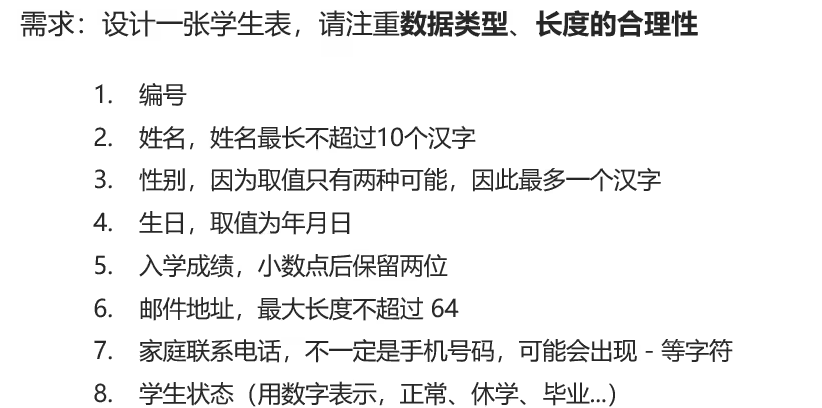 需求：设计一张学生表，请注重数据类型、长度的合理性
1. 编号
2. 姓名，姓名最长不超过10个汉字
3. 性别，因为取值只有两种可能，因此最多一个汉字
4. 生日，取值为年月日
5. 入学成绩，小数点后保留两位
6. 邮件地址，最大长度不超过 64
7. 家庭联系电话，不一定是手机号码，可能会出现 - 等字符
8. 学生状态（用数字表示，正常、休学、毕业...）